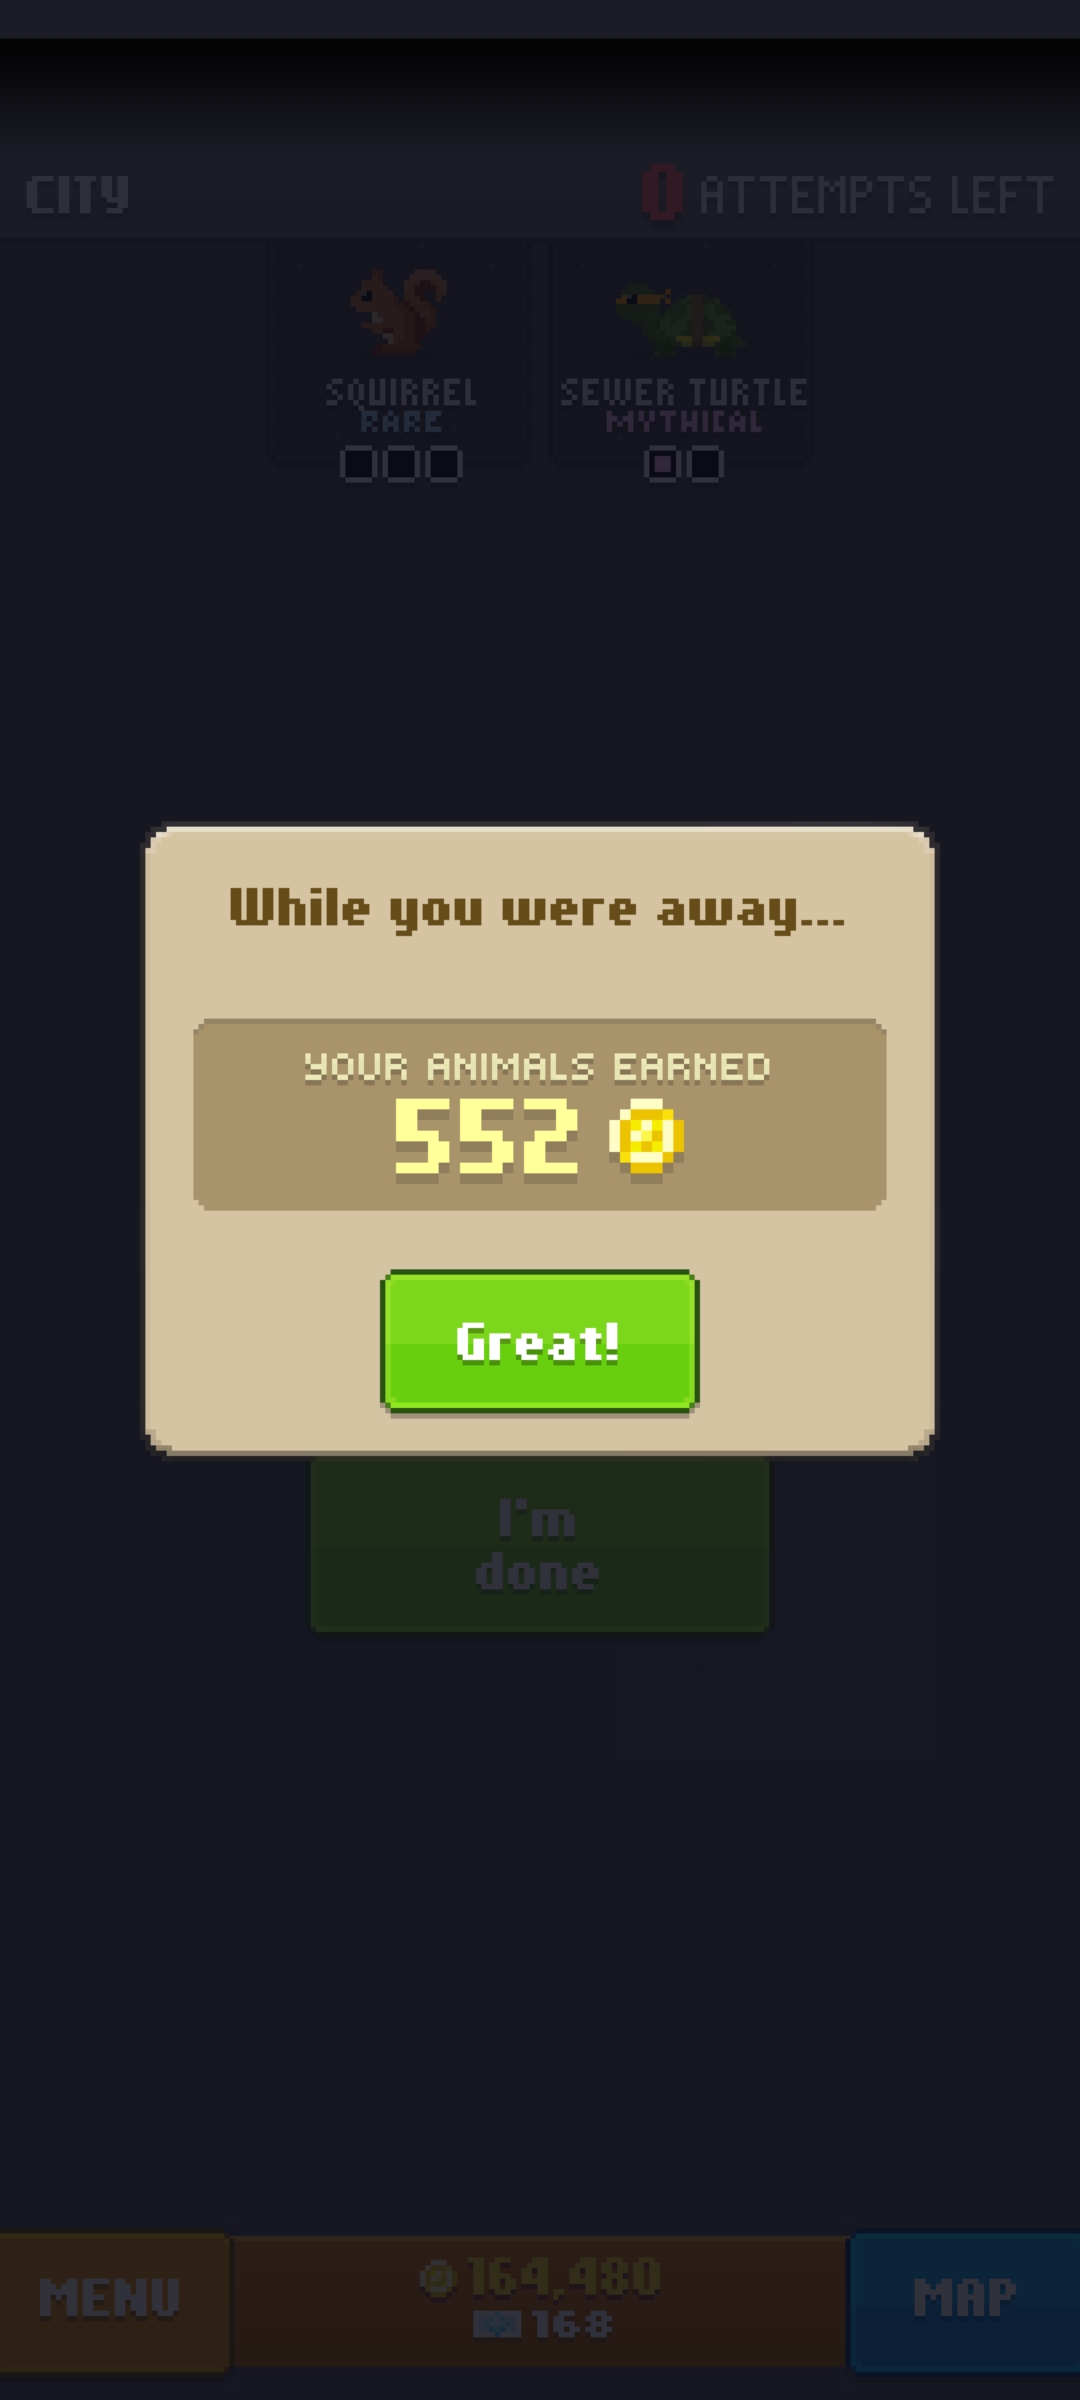 CITY
0 ATTEMPTS LEFT
SQUIRREL
RARE
SEWER TURTLE
MYTHICAL
While you were away...
YOUR ANIMALS EARNED
552
Great!
I'm
done
MENU
164,480
168
MAP